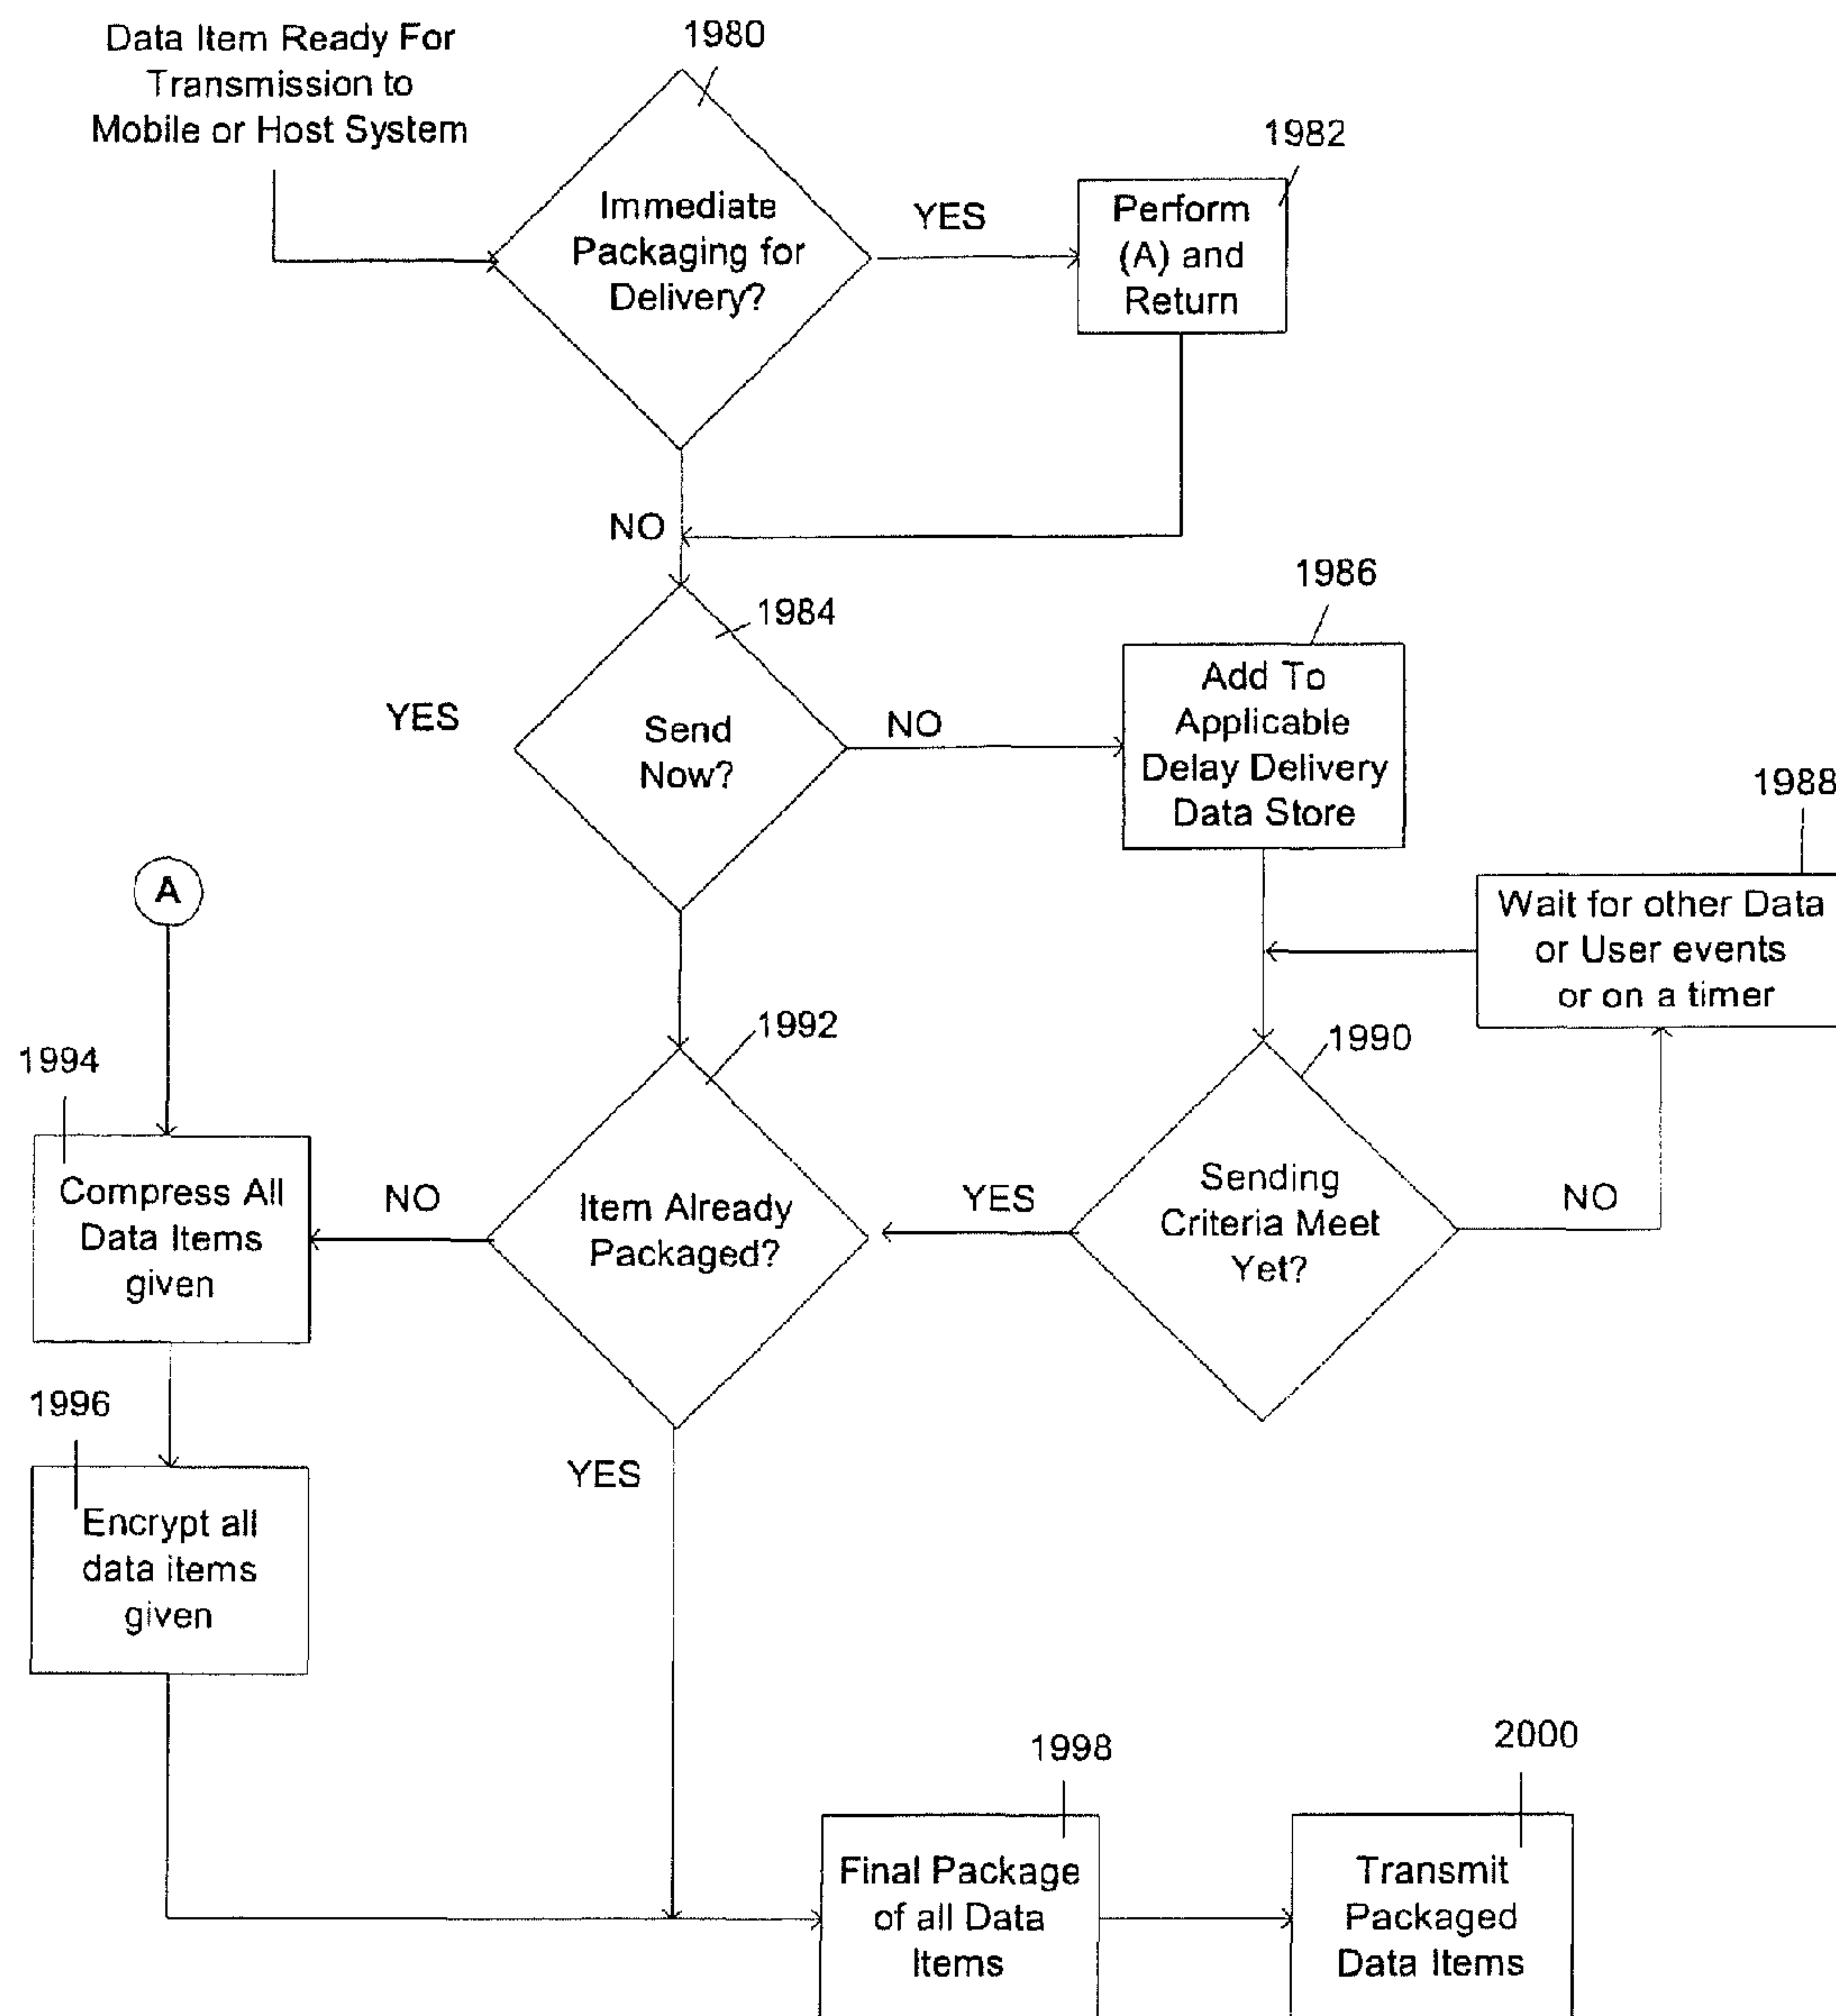 Data Item Ready For
Transmission to
Mobile or Host System
1980
Immediate
Packaging for
Delivery?
YES
1982
Perform
(A) and
Return
NO
1984
Send
Now?
YES
NO
1986
Add To
Applicable
Delay Delivery
Data Store
1988
Wait for other Data
or User events
or on a timer
A
1992
Item Already
Packaged?
1990
Sending
Criteria Meet
Yet?
YES
NO
NO
1994
Compress All
Data Items
given
1996
Encrypt all
data items
given
YES
1998
Final Package
of all Data
Items
2000
Transmit
Packaged
Data Items